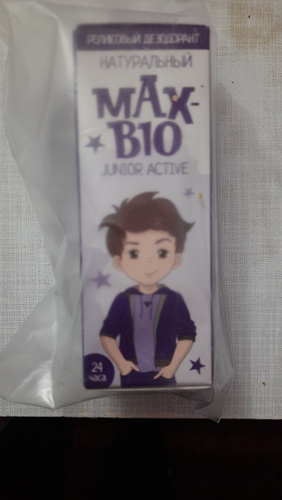 РОЛИКОВЫЙ ДЕЗОДОРАНТ
НАТУРАЛЬНЫЙ
MAX-
BIO
JUNIOR ACTIVE
24
часа